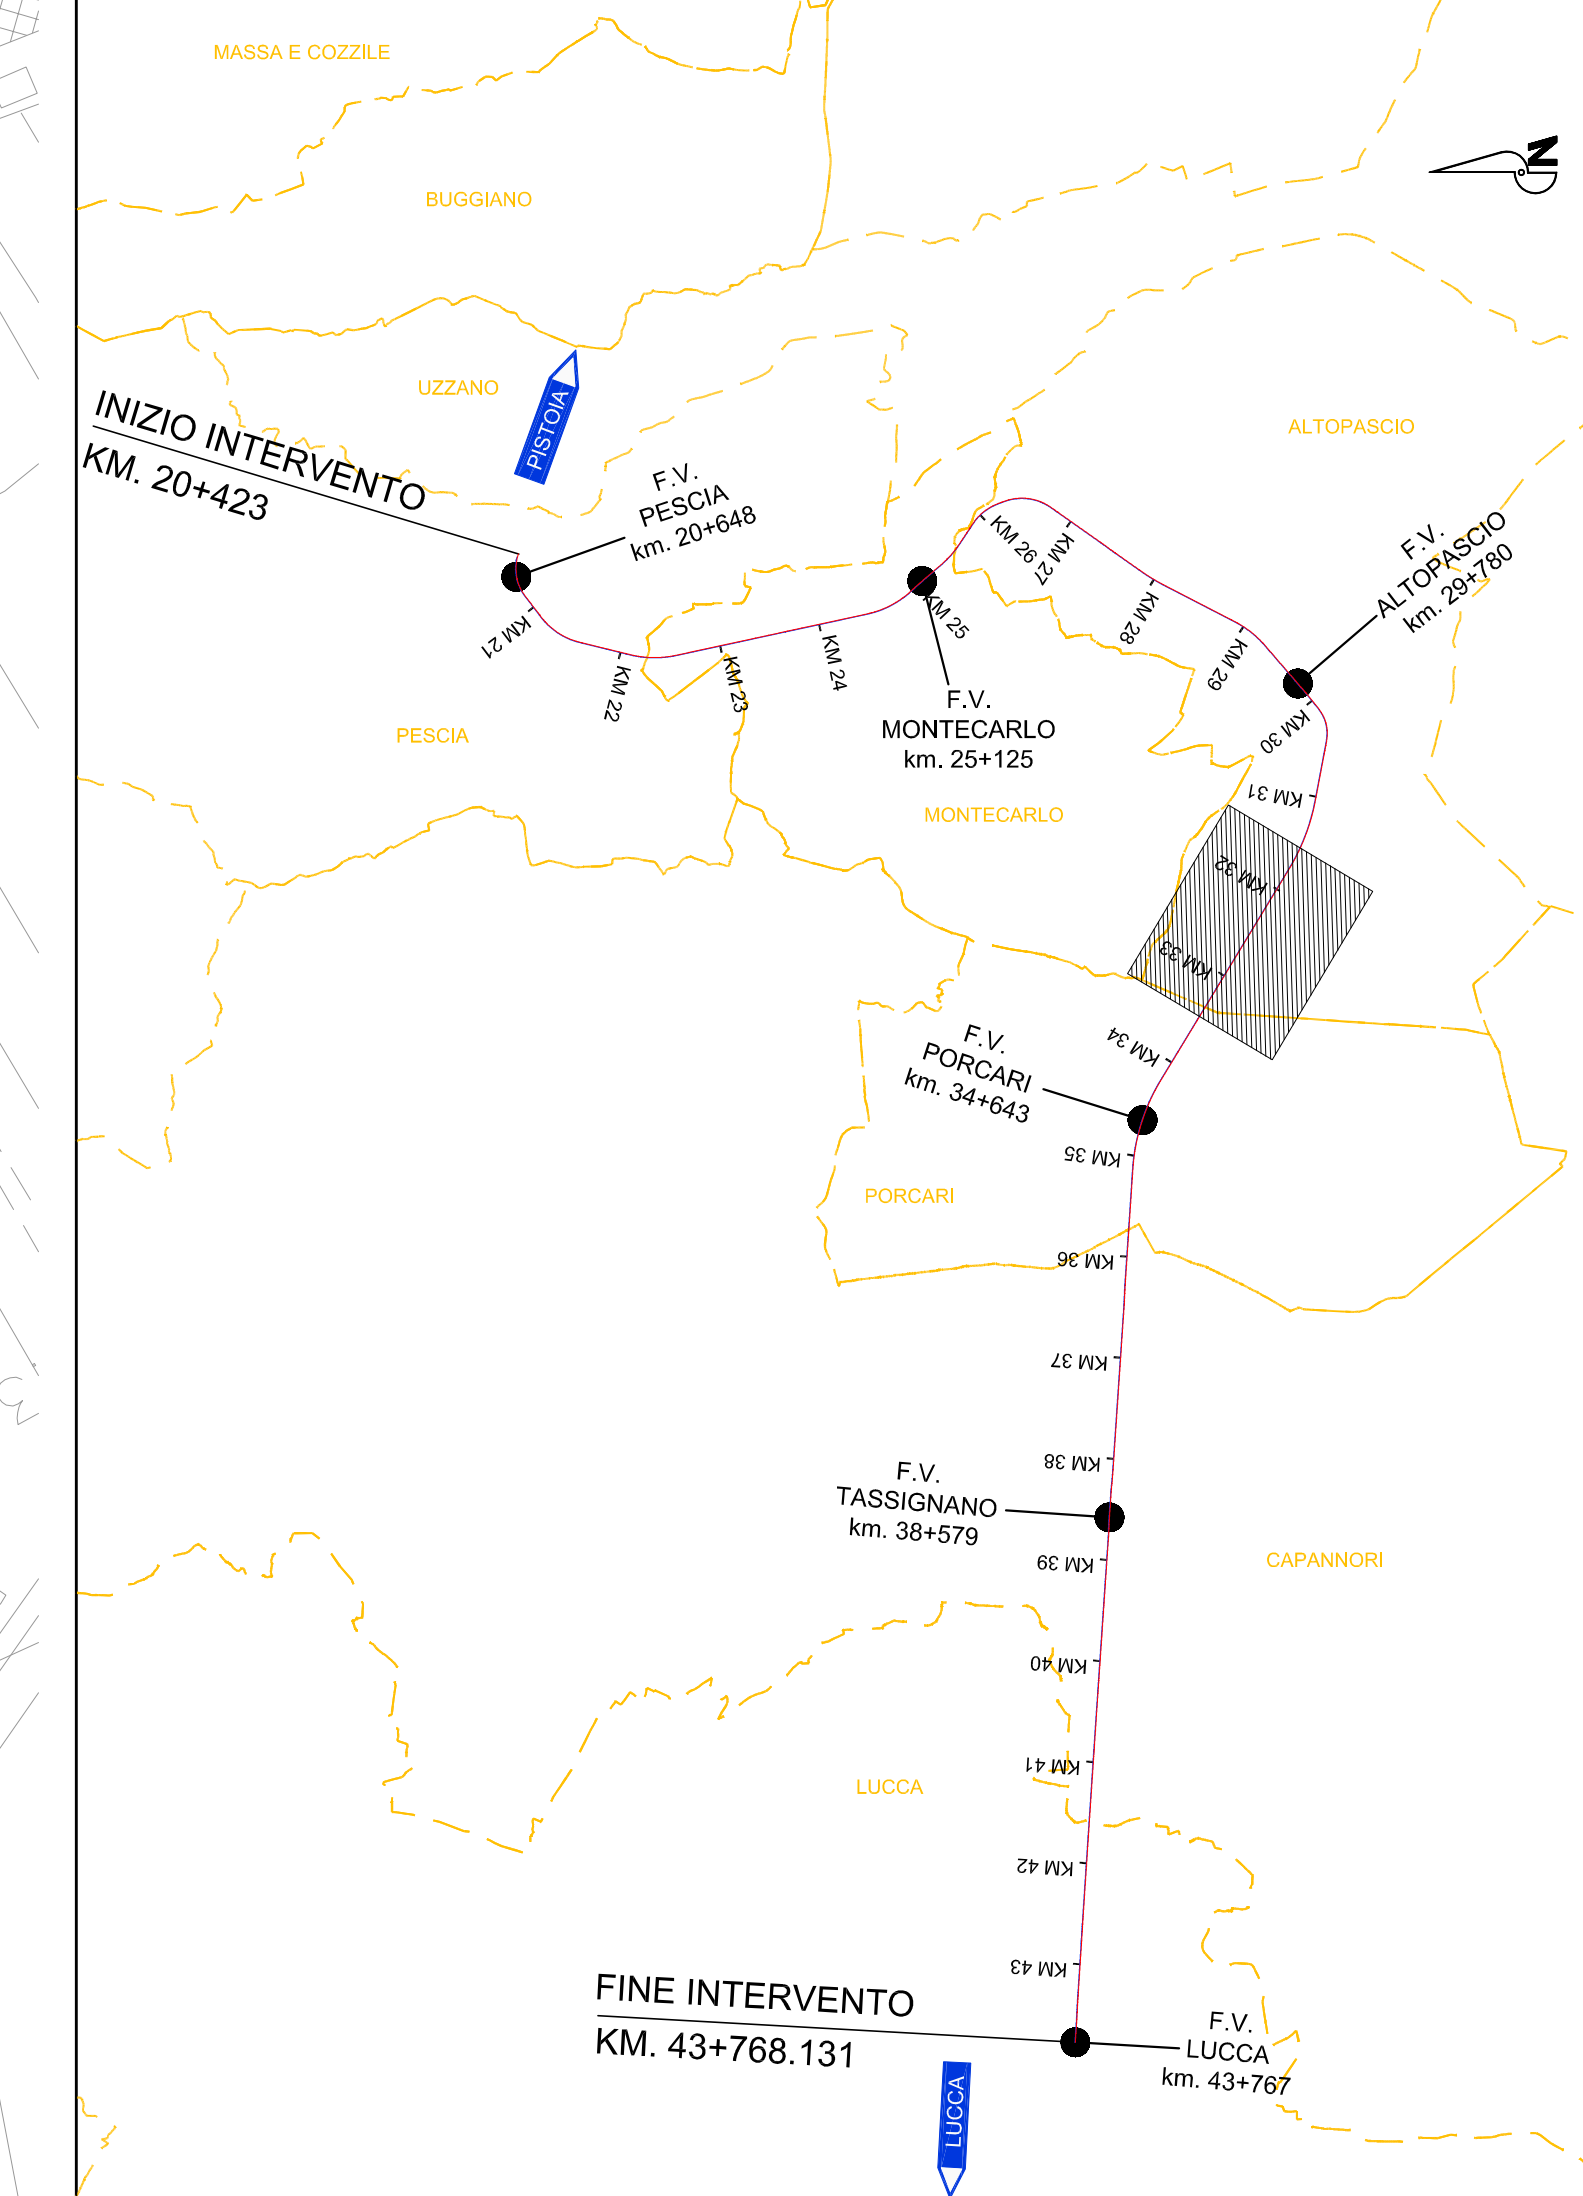 MASSA E COZZILE
N
BUGGIANO
UZZANO
PISTOIA
INIZIO INTERVENTO
KM. 20+423
F.V.
PESCIA
km. 20+648
ALTOPASCIO
F.V.
ALTOPASCIO
km. 29+780
KM 21
KM 22
KM 23
KM 24
KM 25
KM 26
KM 27
KM 28
KM 29
KM 30
KM 31
KM 32
KM 33
KM 34
F.V.
MONTECARLO
km. 25+125
PESCIA
MONTECARLO
F.V.
PORCARI
km. 34+643
KM 35
PORCARI
KM 36
KM 37
KM 38
F.V.
TASSIGNANO
km. 38+579
KM 39
CAPANNORI
KM 40
KM 41
LUCCA
KM 42
KM 43
FINE INTERVENTO
KM. 43+768.131
F.V.
LUCCA
km. 43+767
LUCCA